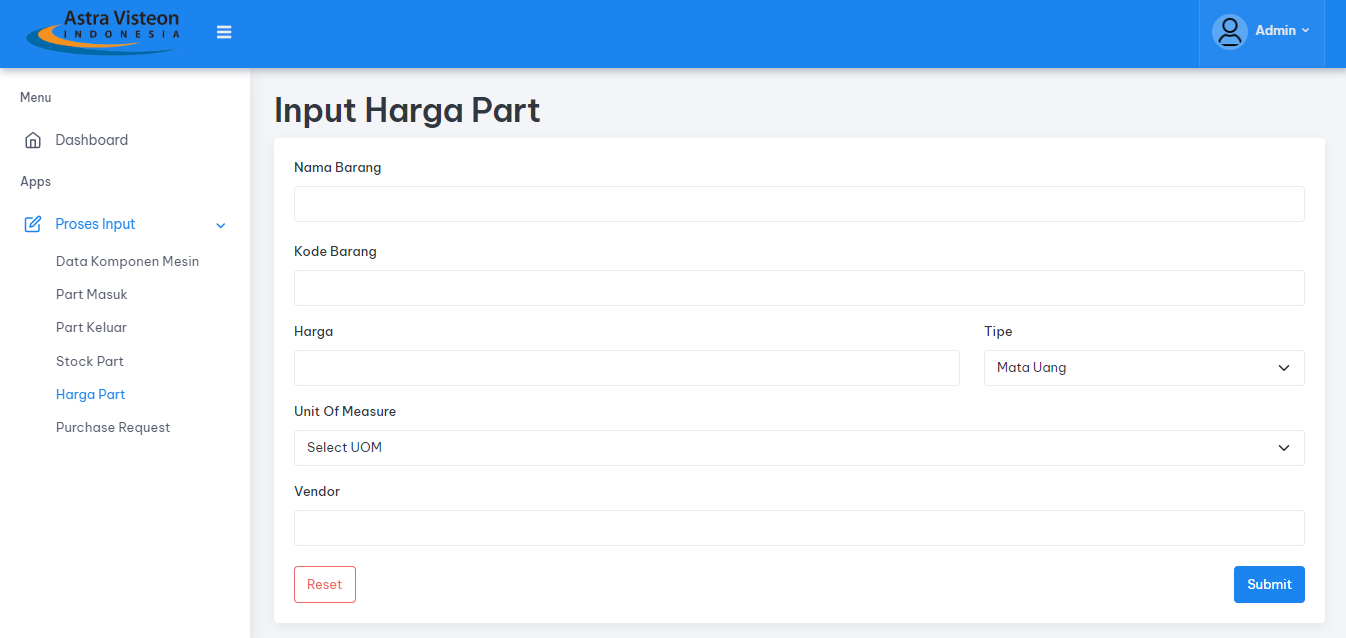 Astra Visteon
INDONESIA
Admin
Menu
Dashboard
Apps
Proses Input
Data Komponen Mesin
Part Masuk
Part Keluar
Stock Part
Harga Part
Purchase Request
Input Harga Part
Nama Barang
Kode Barang
Harga
Tipe
Mata Uang
Unit Of Measure
Select UOM
Vendor
Reset
Submit